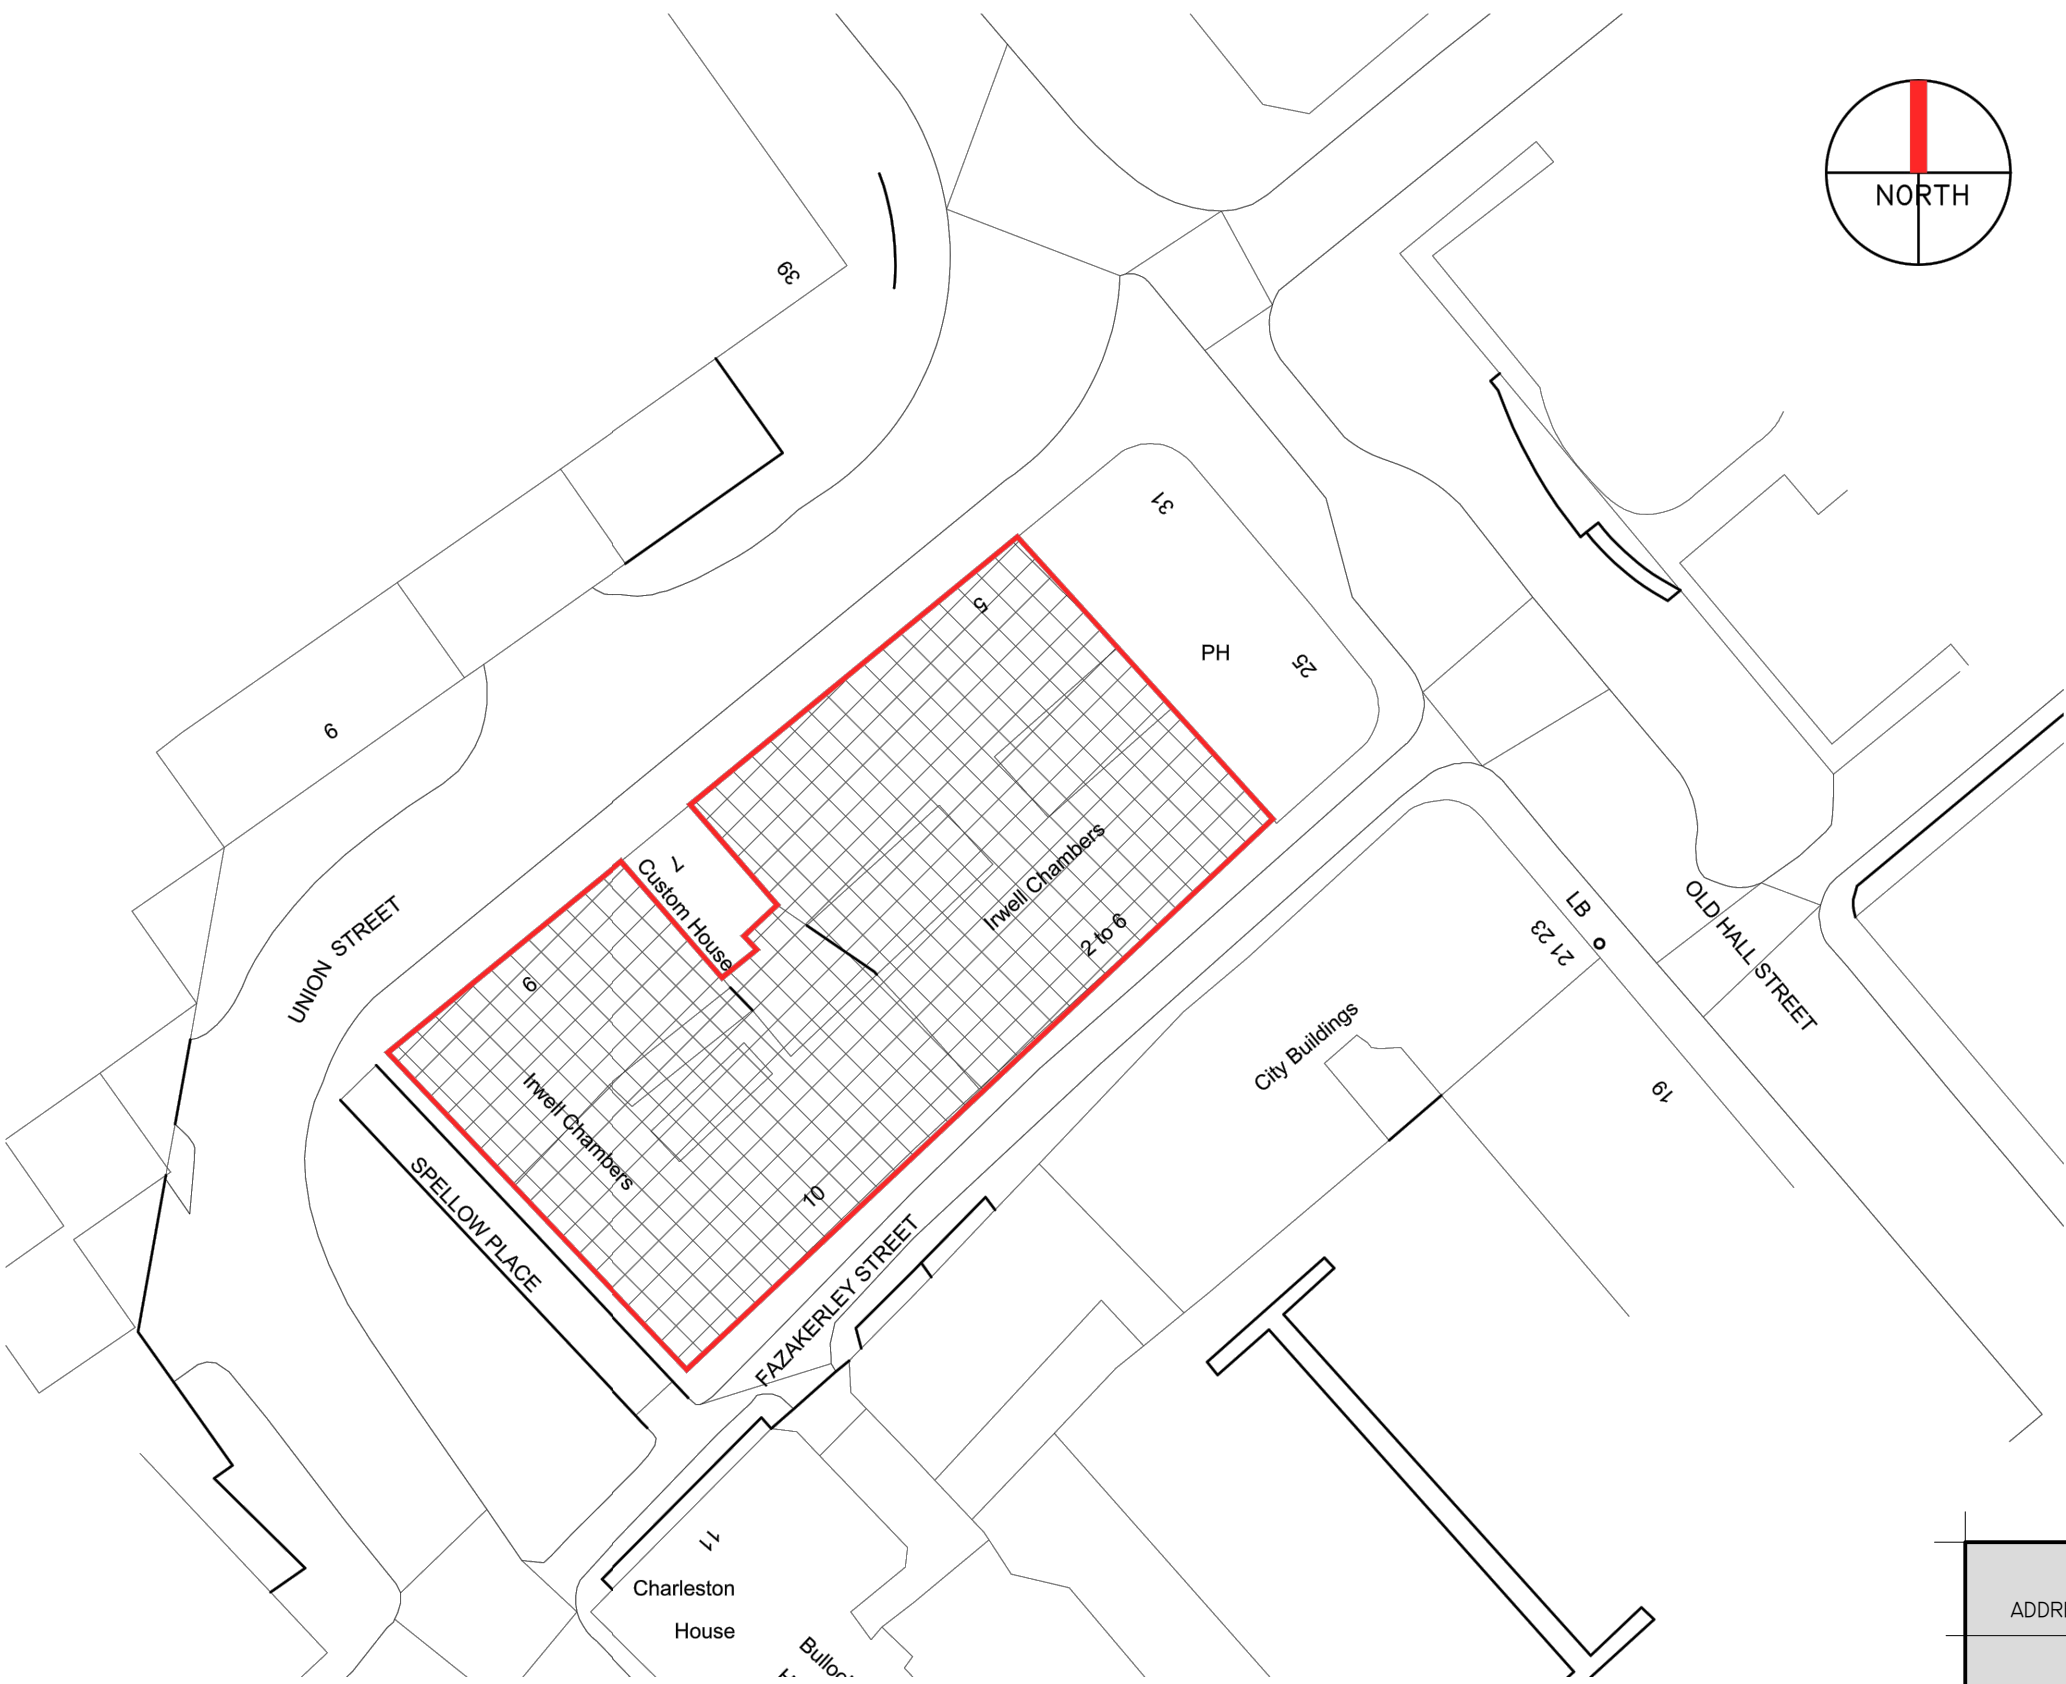 NORTH
39
31
5
PH
25
9
7
Custom House
Irwell Chambers
2 to 6
LB
21 23
OLD HALL STREET
UNION STREET
9
City Buildings
19
Irwell Chambers
SPELLOW PLACE
10
FAZAKERLEY STREET
11
Charleston
House